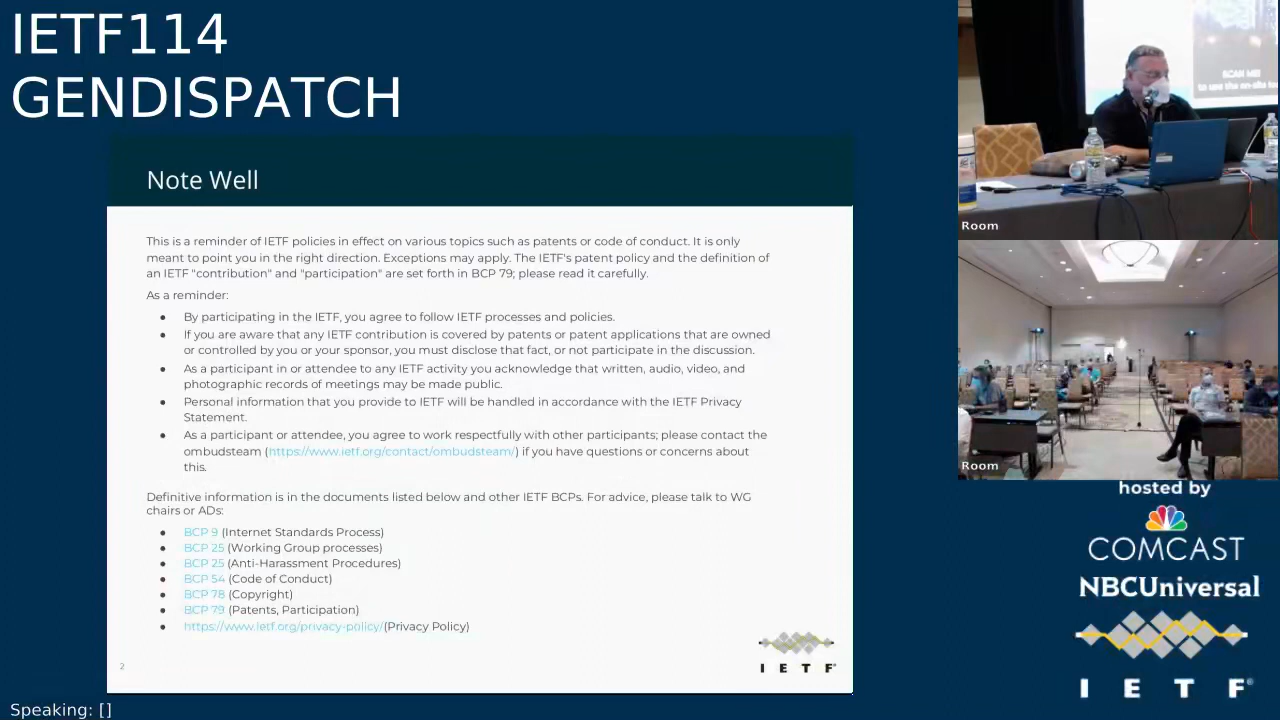 IETF114
GENDISPATCH
Note Well
This is a reminder of IETF policies in effect on various topics such as patents or code of conduct. It is only
meant to point you in the right direction. Exceptions may apply. The IETF's patent policy and the definition of
an IETF "contribution" and "participation" are set forth in BCP 79; please read it carefully.
As a reminder:
● By participating in the IETF, you agree to follow IETF processes and policies.
● If you are aware that any IETF contribution is covered by patents or patent applications that are owned
or controlled by you or your sponsor, you must disclose that fact, or not participate in the discussion.
● As a participant in or attendee to any IETF activity you acknowledge that written, audio, video, and
photographic records of meetings may be made public.
● Personal information that you provide to IETF will be handled in accordance with the IETF Privacy
Statement.
● As a participant or attendee, you agree to work respectfully with other participants; please contact the
ombudsteam (https://www.ietf.org/contact/ombudsteam/) if you have questions or concerns about
this.
Definitive information is in the documents listed below and other IETF BCPs. For advice, please talk to WG
chairs or ADs:
● BCP 9 (Internet Standards Process)
● BCP 25 (Working Group processes)
● BCP 25 (Anti-Harassment Procedures)
● BCP 54 (Code of Conduct)
● BCP 78 (Copyright)
● BCP 79 (Patents, Participation)
● https://www.ietf.org/privacy-policy/(Privacy Policy)
2
I E T F®
SCAN ME!
to use the on-site
Room
Room
hosted by
COMCAST
NBCUniversal
I E T F®
Speaking: []